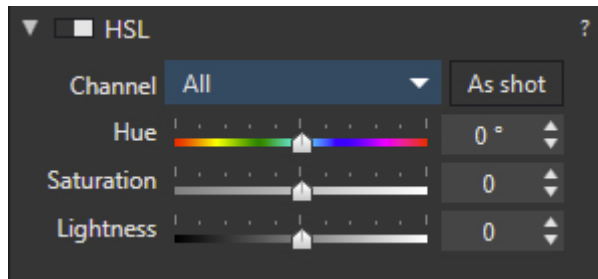 HSL ?
Channel All As shot
Hue 0 °
Saturation 0
Lightness 0